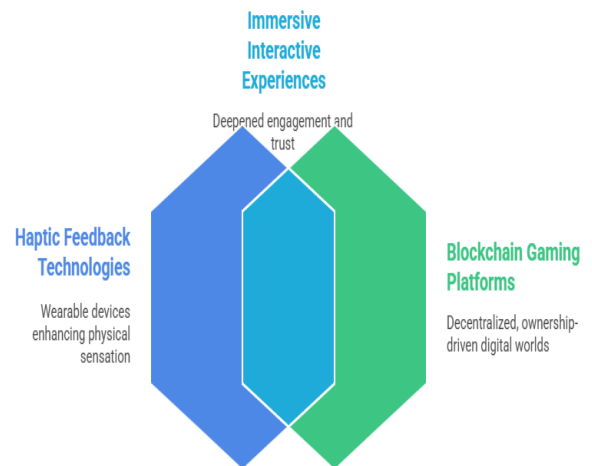 Immersive
Interactive
Experiences
Deepened engagement and
trust
Haptic Feedback
Technologies
Wearable devices
enhancing physical
sensation
Blockchain Gaming
Platforms
Decentralized, ownership-
driven digital worlds